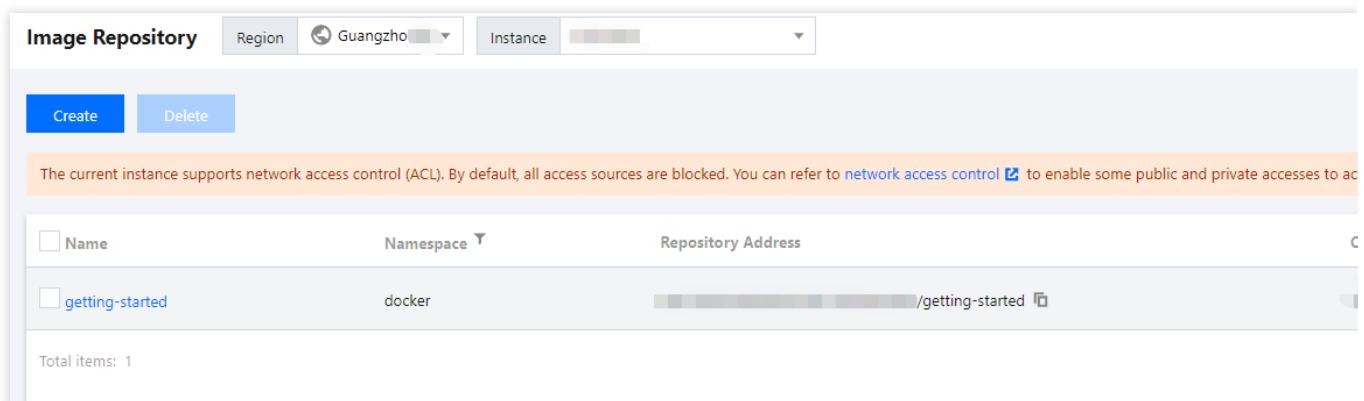 Image Repository Region Guangzho Instance
Create Delete
The current instance supports network access control (ACL). By default, all access sources are blocked. You can refer to network access control to enable some public and private accesses to ac
Name Namespace Repository Address C
getting-started docker /getting-started
Total items: 1